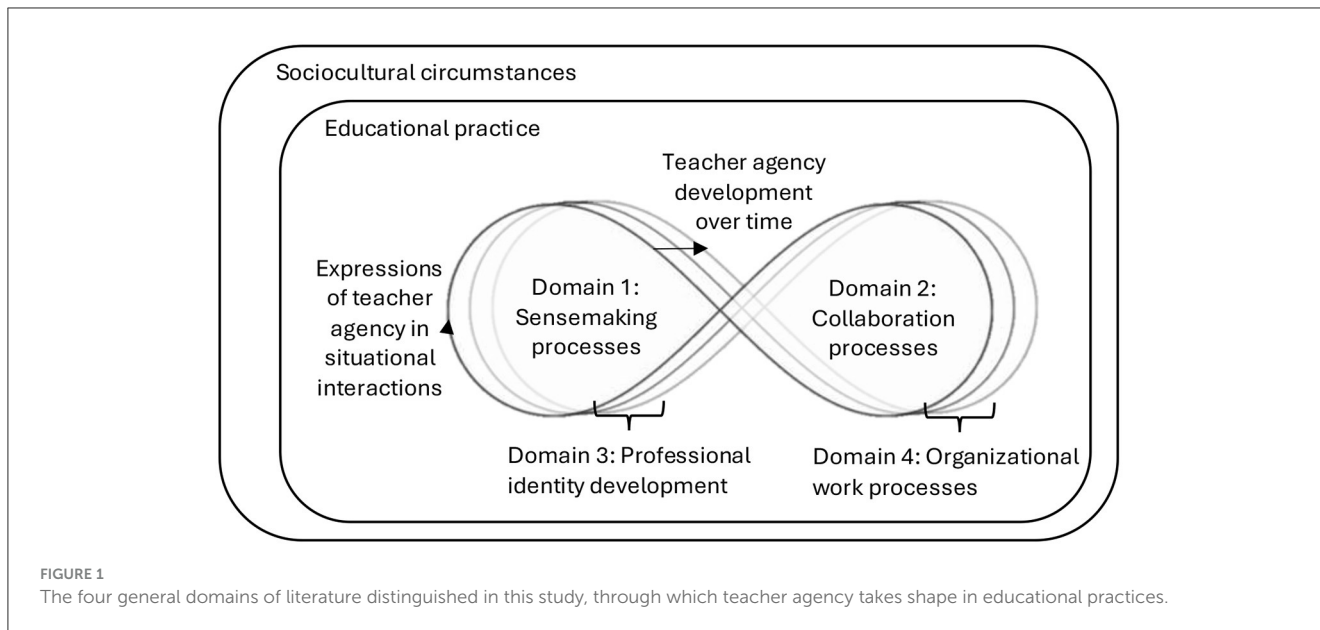 Sociocultural circumstances
Educational practice
Teacher agency
development
over time
Expressions
of teacher
agency in
situational
interactions
Domain 1:
Sensemaking
processes
Domain 2:
Collaboration
processes
Domain 3: Professional
identity development
Domain 4: Organizational
work processes
FIGURE 1
The four general domains of literature distinguished in this study, through which teacher agency takes shape in educational practices.